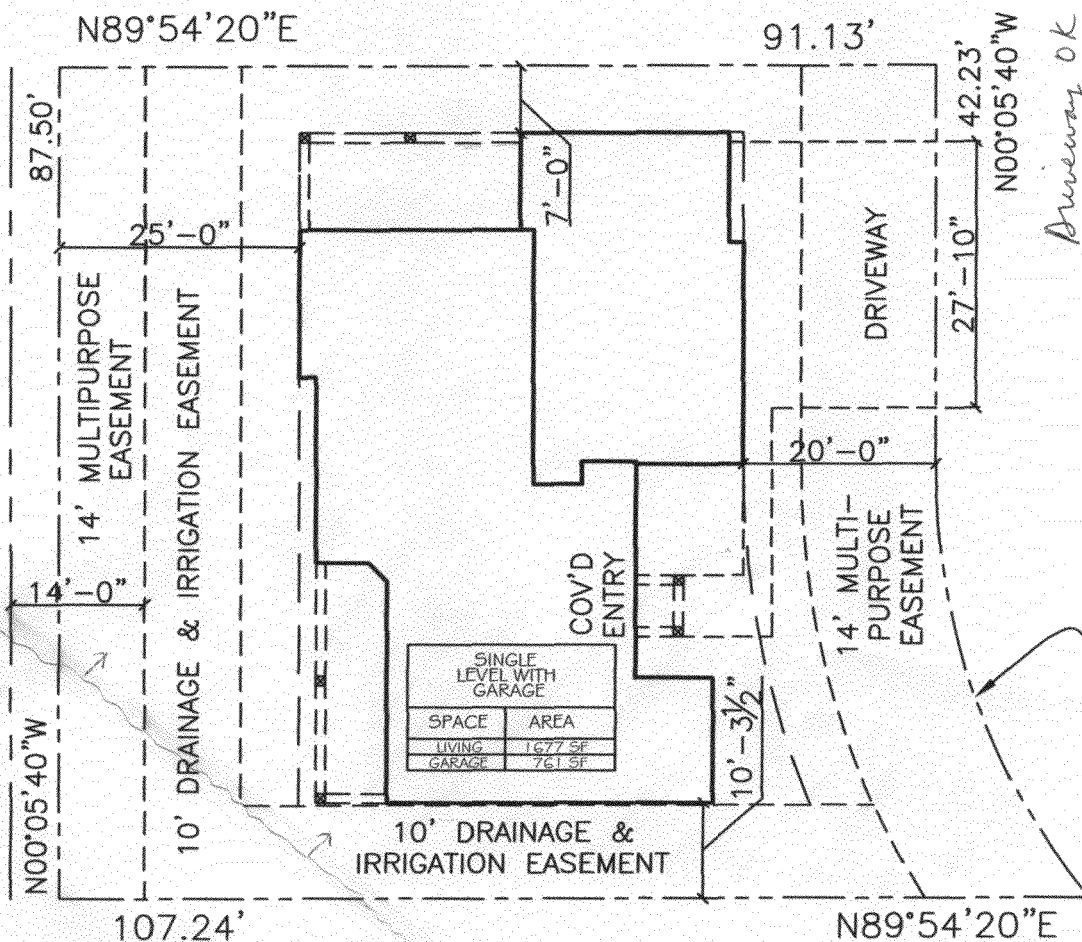 N89°54'20"E
91.13'
87.50'
42.23'
N00°05'40"W
Driveway OK
7'-0"
25'-0"
14' MULTIPURPOSE
EASEMENT
10' DRAINAGE & IRRIGATION EASEMENT
DRIVEWAY
27'-10"
20'-0"
14' MULTI-
PURPOSE
EASEMENT
14'-0"
COV'D
ENTRY
SINGLE
LEVEL WITH
GARAGE
SPACE AREA
LIVING 1677 SF
GARAGE 761 SF
10'-3½"
N00°05'40"W
10' DRAINAGE &
IRRIGATION EASEMENT
107.24'
N89°54'20"E